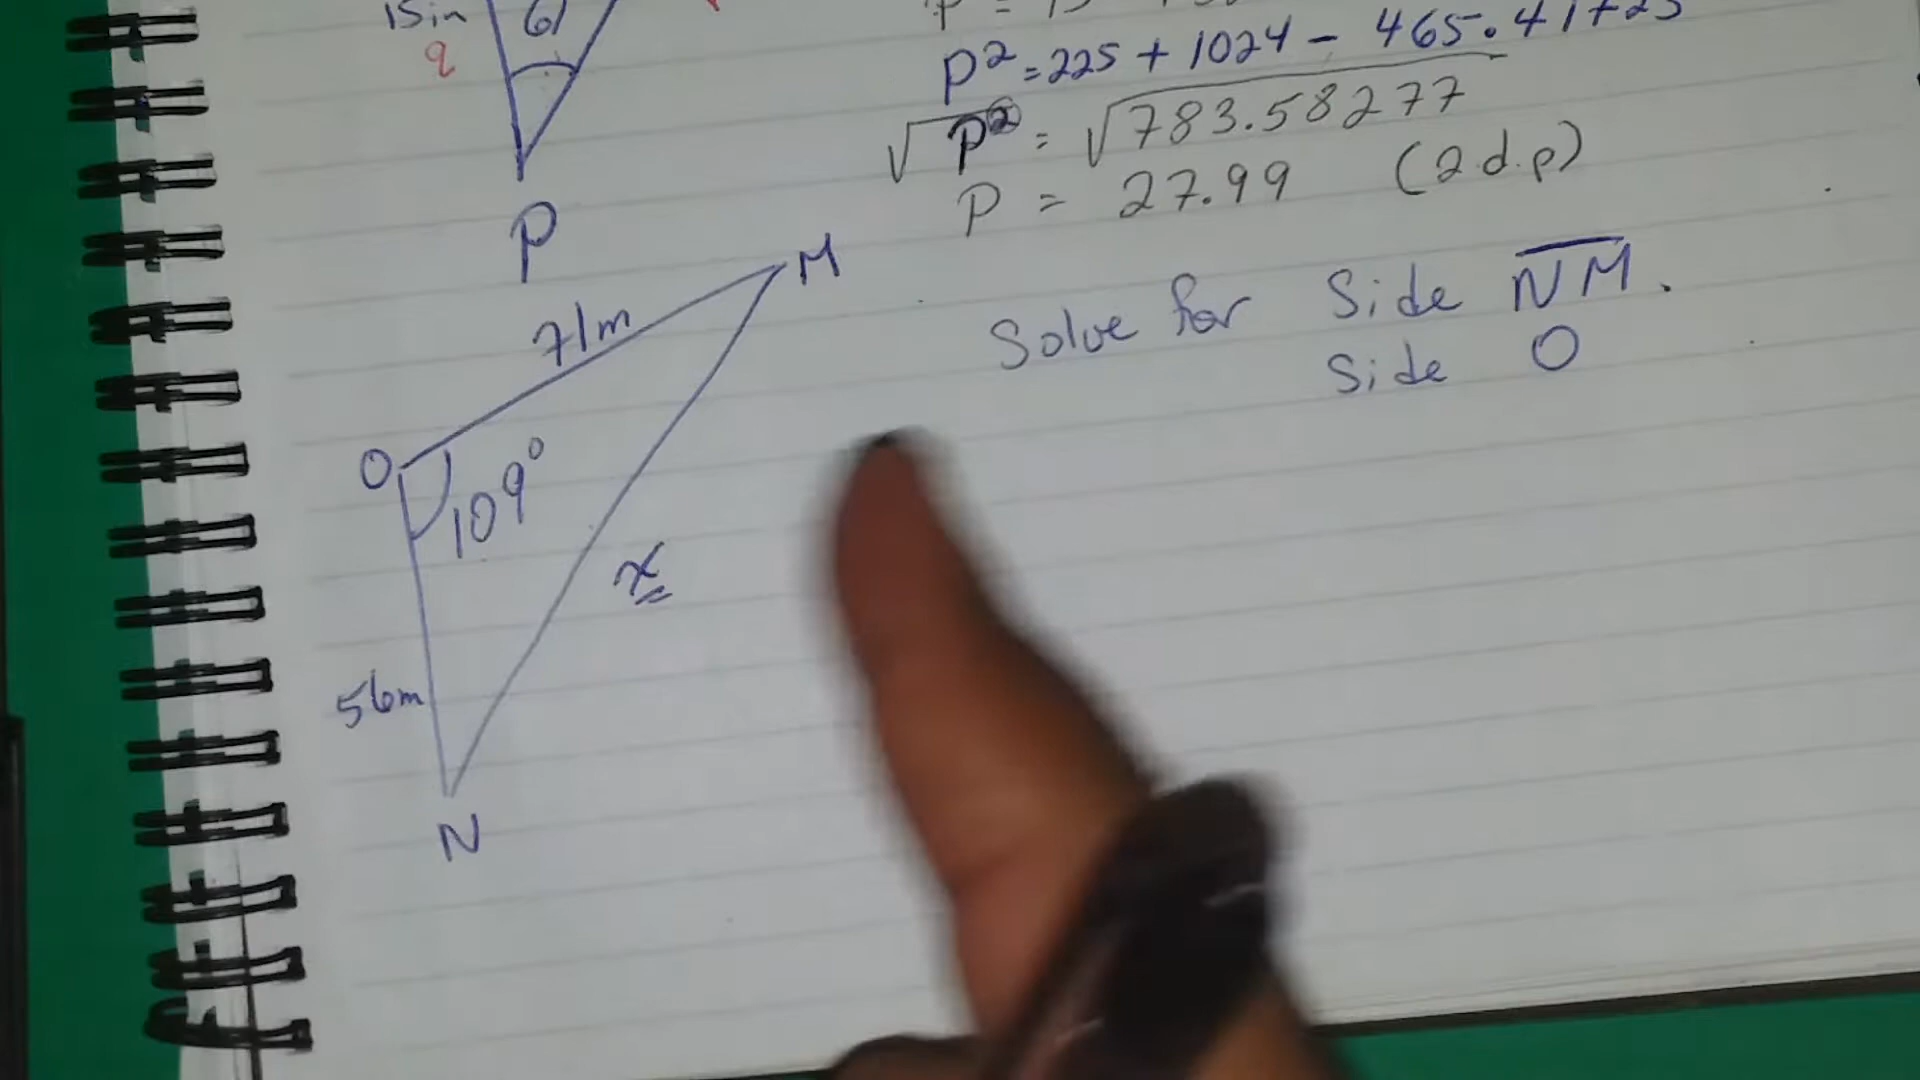 15in
q
61
P² = 225 + 1024 - 465.41723
√P² = √783.58277
P = 27.99 (2 d.p)
P
M
71m
Solve for Side NM.
Side O
O
109°
x
56m
N